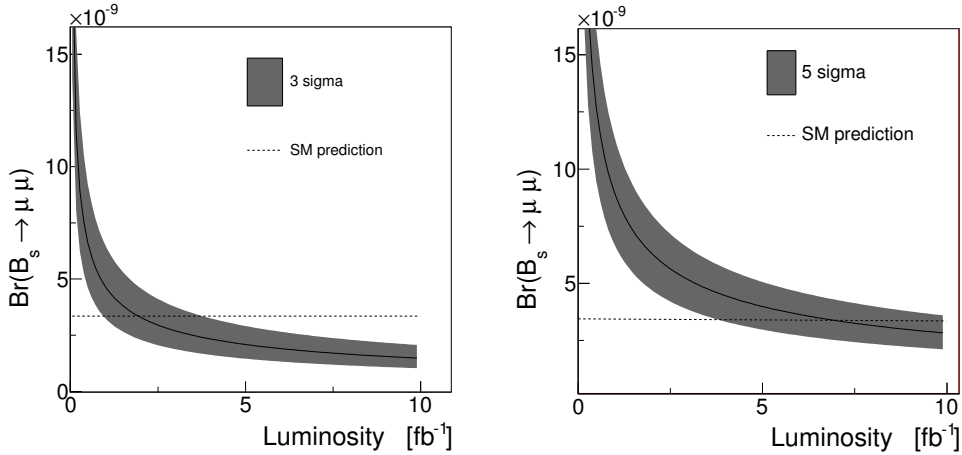 ×10⁻⁹
15
10
5
0
0
5
10
Br(B_s → μ μ)
3 sigma
SM prediction
Luminosity [fb⁻¹]
×10⁻⁹
15
10
5
0
5
10
Br(B_s → μ μ)
5 sigma
SM prediction
Luminosity [fb⁻¹]